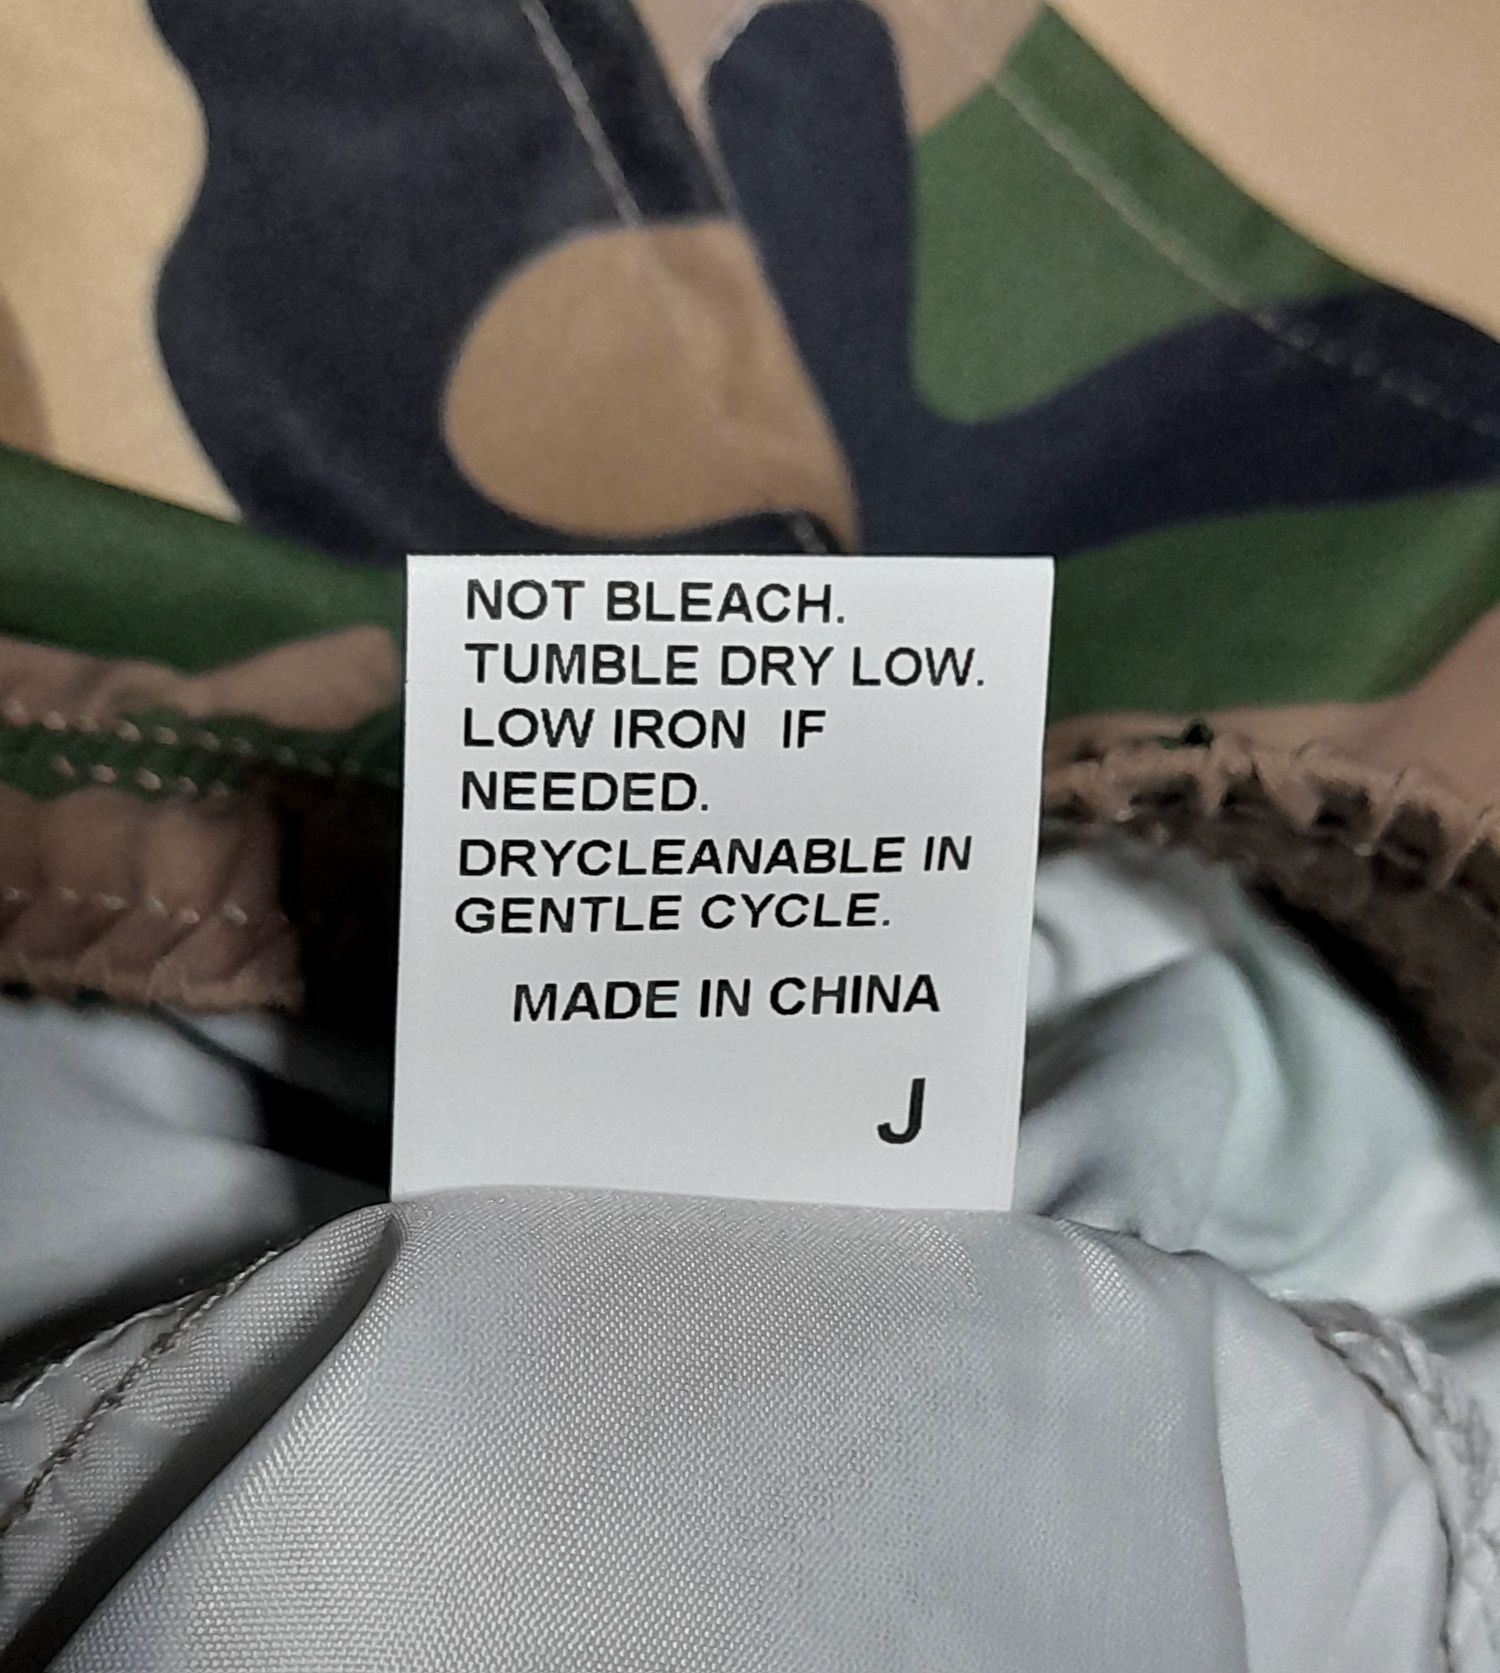 NOT BLEACH.
TUMBLE DRY LOW.
LOW IRON  IF
NEEDED.
DRYCLEANABLE IN
GENTLE CYCLE.
MADE IN CHINA
J